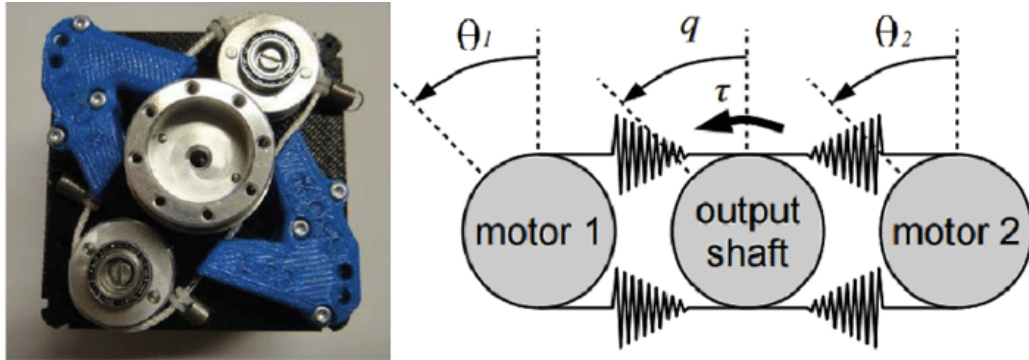 θ1
q
θ2
τ
motor 1
output
shaft
motor 2